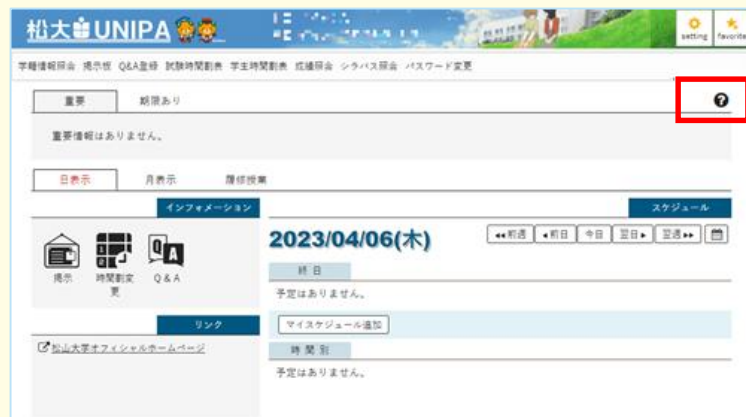 松大UNIPA
setting favorite
学籍情報照会 掲示板 Q&A登録 試験時間割表 学生時間割表 成績照会 シラバス照会 パスワード変更
重要 期限あり
重要情報はありません。
日表示 月表示 履修授業
インフォメーション
スケジュール
掲示 時間割変更 Q&A
2023/04/06(木)
前週 前日 今日 翌日 翌週
終日
予定はありません。
マイスケジュール追加
リンク
松山大学オフィシャルホームページ
時間別
予定はありません。